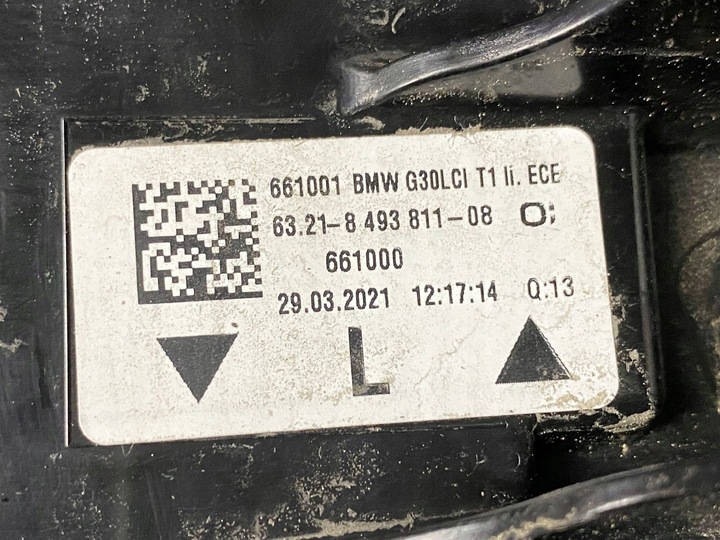 661001 BMW G30LCI T1 li. ECE
63.21-8 493 811-08 O;
661000
29.03.2021 12:17:14 Q:13
L